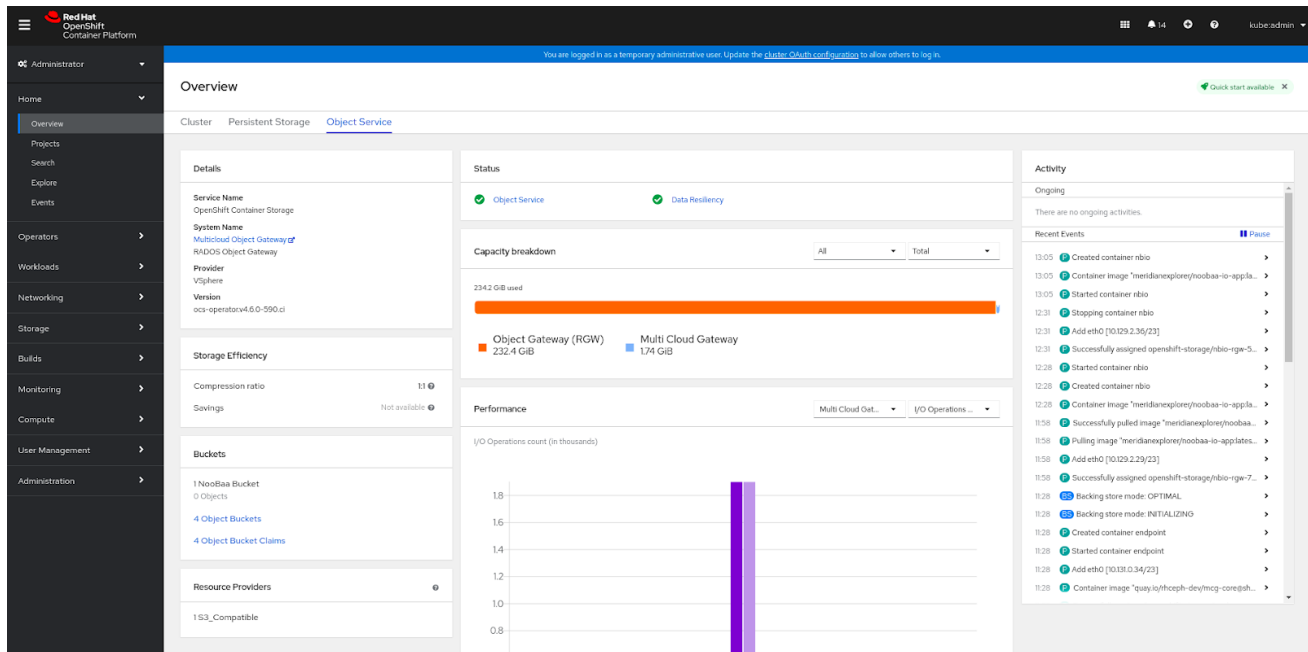 Red Hat
OpenShift
Container Platform
14
kube:admin
Administrator
Home
Overview
Projects
Search
Explore
Events
Operators
Workloads
Networking
Storage
Builds
Monitoring
Compute
User Management
Administration
You are logged in as a temporary administrative user. Update the cluster OAuth configuration to allow others to log in.
Overview
Quick start available
Cluster Persistent Storage Object Service
Details
Service Name
OpenShift Container Storage
System Name
Multicloud Object Gateway
RADOS Object Gateway
Provider
VSphere
Version
ocs-operator.v4.6.0-590.ci
Storage Efficiency
Compression ratio 1:1
Savings Not available
Buckets
1 NooBaa Bucket
0 Objects
4 Object Buckets
4 Object Bucket Claims
Resource Providers
1 S3_Compatible
Status
Object Service Data Resiliency
Capacity breakdown All Total
234.2 GiB used
Object Gateway (RGW) Multi Cloud Gateway
232.4 GiB 1.74 GiB
Performance Multi Cloud Gat... I/O Operations ...
I/O Operations count (in thousands)
1.8
1.6
1.4
1.2
1.0
0.8
Activity
Ongoing
There are no ongoing activities.
Recent Events Pause
13:05 P Created container nbio
13:05 P Container image "meridianexplorer/noobaa-io-app:la...
13:05 P Started container nbio
12:31 P Stopping container nbio
12:31 P Add eth0 [10.129.2.36/23]
12:31 P Successfully assigned openshift-storage/nbio-rgw-5...
12:28 P Started container nbio
12:28 P Created container nbio
12:28 P Container image "meridianexplorer/noobaa-io-app:la...
11:58 P Successfully pulled image "meridianexplorer/noobaa...
11:58 P Pulling image "meridianexplorer/noobaa-io-app:lates...
11:58 P Add eth0 [10.129.2.29/23]
11:58 P Successfully assigned openshift-storage/nbio-rgw-7...
11:28 BS Backing store mode: OPTIMAL
11:28 BS Backing store mode: INITIALIZING
11:28 P Created container endpoint
11:28 P Started container endpoint
11:28 P Add eth0 [10.131.0.34/23]
11:28 P Container image "quay.io/rhceph-dev/mcg-core@sh...